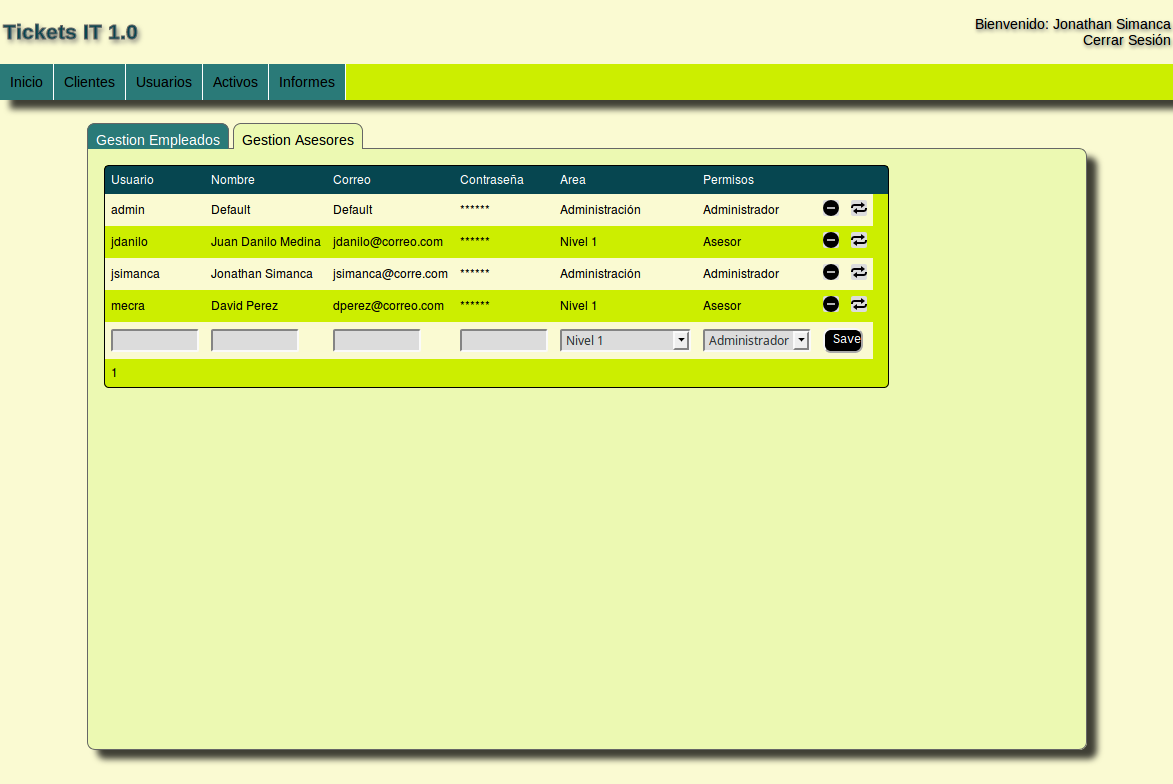 Tickets IT 1.0
Bienvenido: Jonathan Simanca
Cerrar Sesión
Inicio Clientes Usuarios Activos Informes
Gestion Empleados Gestion Asesores
Usuario Nombre Correo Contraseña Area Permisos
admin Default Default ****** Administración Administrador
jdanilo Juan Danilo Medina jdanilo@correo.com ****** Nivel 1 Asesor
jsimanca Jonathan Simanca jsimanca@corre.com ****** Administración Administrador
mecra David Perez dperez@correo.com ****** Nivel 1 Asesor
Nivel 1 Administrador Save
1